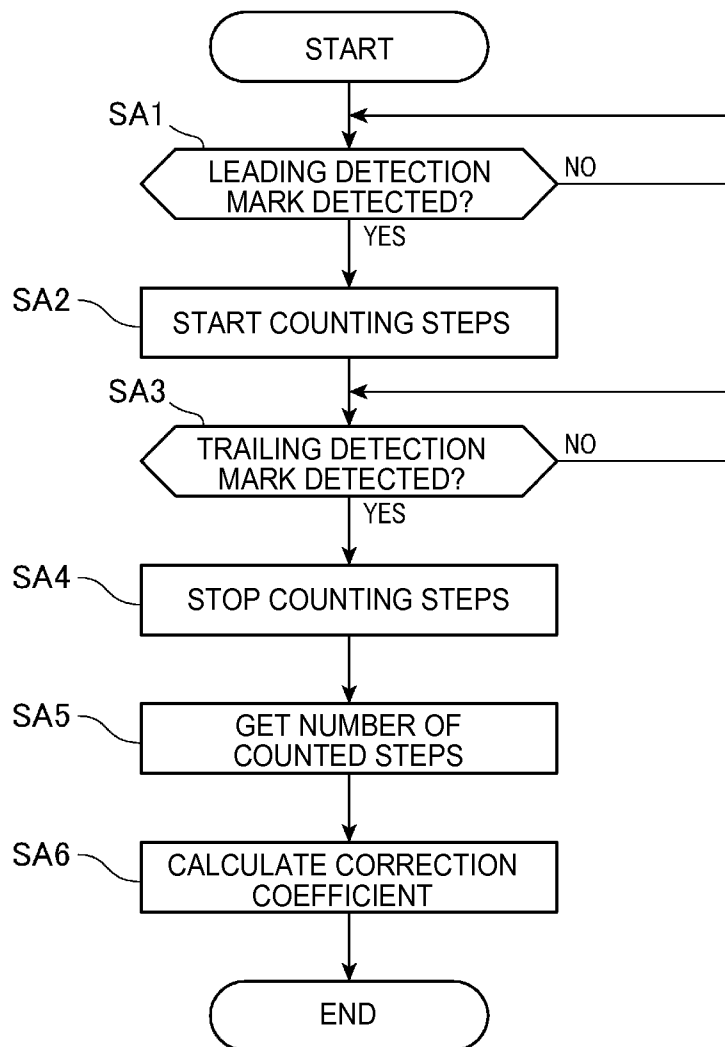 START
SA1
LEADING DETECTION
MARK DETECTED?
NO
YES
SA2
START COUNTING STEPS
SA3
TRAILING DETECTION
MARK DETECTED?
NO
YES
SA4
STOP COUNTING STEPS
SA5
GET NUMBER OF
COUNTED STEPS
SA6
CALCULATE CORRECTION
COEFFICIENT
END